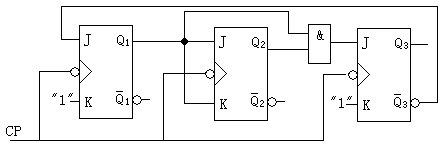 J Q₁ J Q₂ & J Q₃
"1" K Q̅₁ K Q̅₂ "1" K Q̅₃
CP